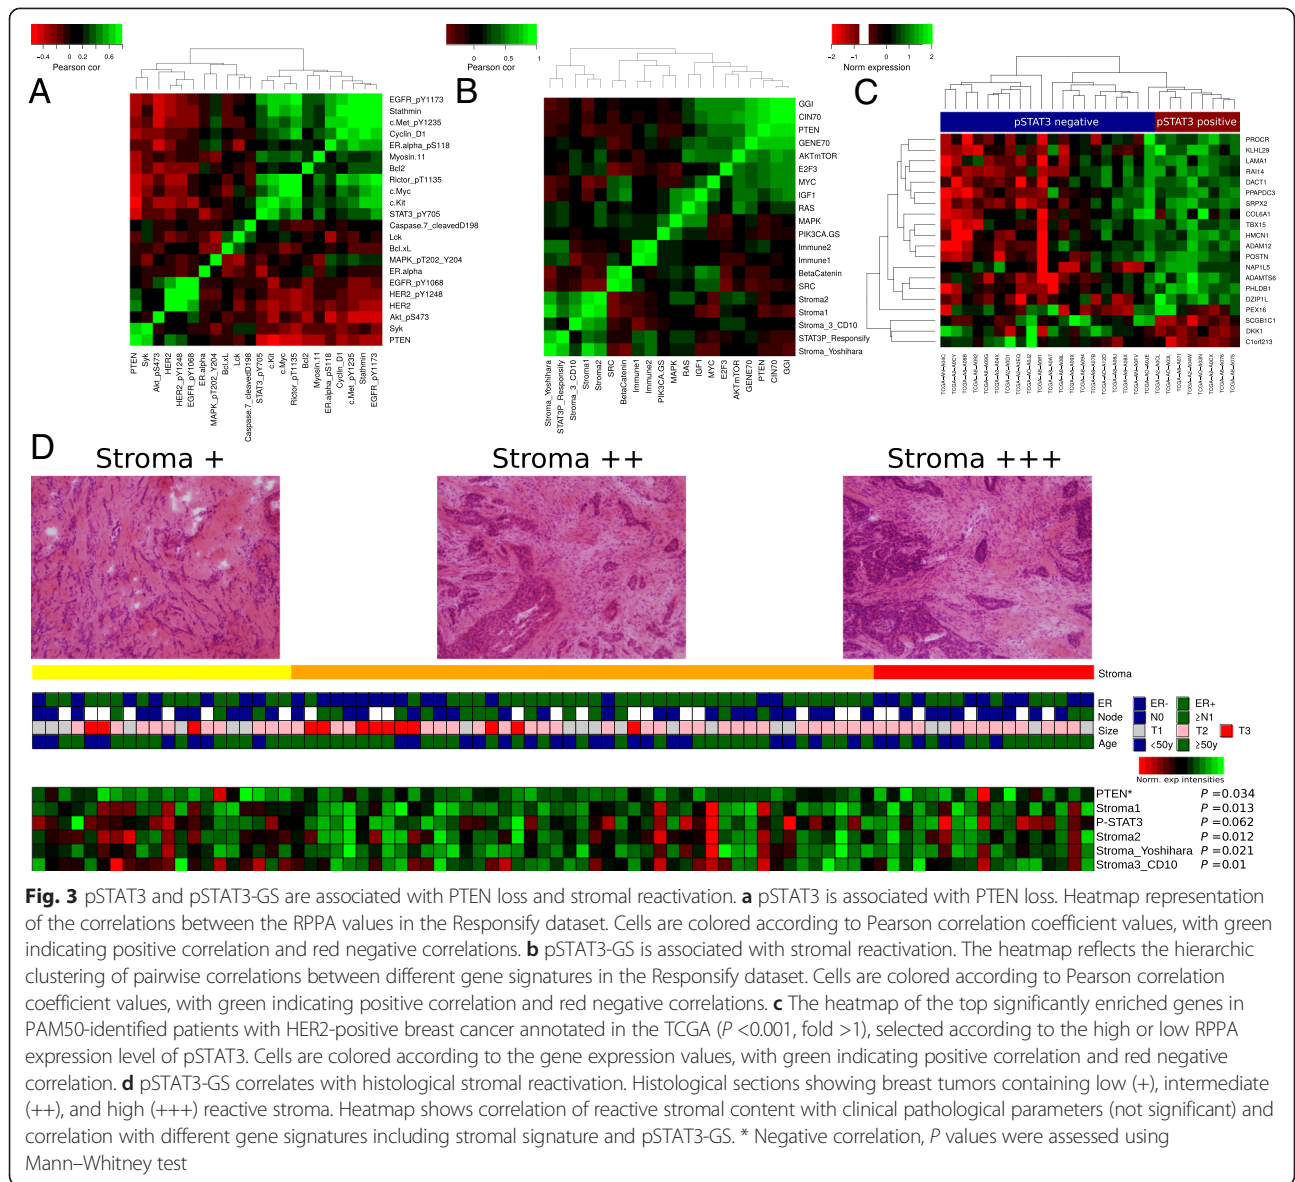 −0.4 0 0.2 0.6
Pearson cor
A
EGFR_pY1173
Stathmin
c.Met_pY1235
Cyclin_D1
ER.alpha_pS118
Myosin.11
Bcl2
Rictor_pT1135
c.Myc
c.Kit
STAT3_pY705
Caspase.7_cleavedD198
Lck
Bcl.xL
MAPK_pT202_Y204
ER.alpha
EGFR_pY1068
HER2_pY1248
HER2
Akt_pS473
Syk
PTEN
PTEN
Syk
Akt_pS473
HER2
HER2_pY1248
EGFR_pY1068
ER.alpha
MAPK_pT202_Y204
Bcl.xL
Lck
Caspase.7_cleavedD198
STAT3_pY705
c.Kit
c.Myc
Rictor_pT1135
Bcl2
Myosin.11
ER.alpha_pS118
Cyclin_D1
c.Met_pY1235
Stathmin
EGFR_pY1173
0 0.5 1
Pearson cor
B
GGI
CIN70
PTEN
GENE70
AKTmTOR
E2F3
MYC
IGF1
RAS
MAPK
PIK3CA.GS
Immune2
Immune1
BetaCatenin
SRC
Stroma2
Stroma1
Stroma_3_CD10
STAT3P_Responsify
Stroma_Yoshihara
Stroma_Yoshihara
STAT3P_Responsify
Stroma_3_CD10
Stroma1
Stroma2
SRC
BetaCatenin
Immune1
Immune2
PIK3CA.GS
MAPK
RAS
IGF1
MYC
E2F3
AKTmTOR
GENE70
PTEN
CIN70
GGI
−2 −1 0 1 2
Norm expression
C
pSTAT3 negative pSTAT3 positive
PROCR
KLHL29
LAMA1
RAI14
DACT1
PPAPDC3
SRPX2
COL6A1
TBX15
HMCN1
ADAM12
POSTN
NAP1L5
ADAMTS6
PHLDB1
DZIP1L
PEX16
SCGB1C1
DKK1
C1orf213
D
Stroma + Stroma ++ Stroma +++
Stroma
ER ER- ER+
Node N0 ≥N1
Size T1 T2 T3
Age <50y ≥50y
Norm. exp intensities
PTEN* P =0.034
Stroma1 P =0.013
P-STAT3 P =0.062
Stroma2 P =0.012
Stroma_Yoshihara P =0.021
Stroma3_CD10 P =0.01
Fig. 3 pSTAT3 and pSTAT3-GS are associated with PTEN loss and stromal reactivation. a pSTAT3 is associated with PTEN loss. Heatmap representation
of the correlations between the RPPA values in the Responsify dataset. Cells are colored according to Pearson correlation coefficient values, with green
indicating positive correlation and red negative correlations. b pSTAT3-GS is associated with stromal reactivation. The heatmap reflects the hierarchic
clustering of pairwise correlations between different gene signatures in the Responsify dataset. Cells are colored according to Pearson correlation
coefficient values, with green indicating positive correlation and red negative correlations. c The heatmap of the top significantly enriched genes in
PAM50-identified patients with HER2-positive breast cancer annotated in the TCGA (P <0.001, fold >1), selected according to the high or low RPPA
expression level of pSTAT3. Cells are colored according to the gene expression values, with green indicating positive correlation and red negative
correlation. d pSTAT3-GS correlates with histological stromal reactivation. Histological sections showing breast tumors containing low (+), intermediate
(++), and high (+++) reactive stroma. Heatmap shows correlation of reactive stromal content with clinical pathological parameters (not significant) and
correlation with different gene signatures including stromal signature and pSTAT3-GS. * Negative correlation, P values were assessed using
Mann–Whitney test